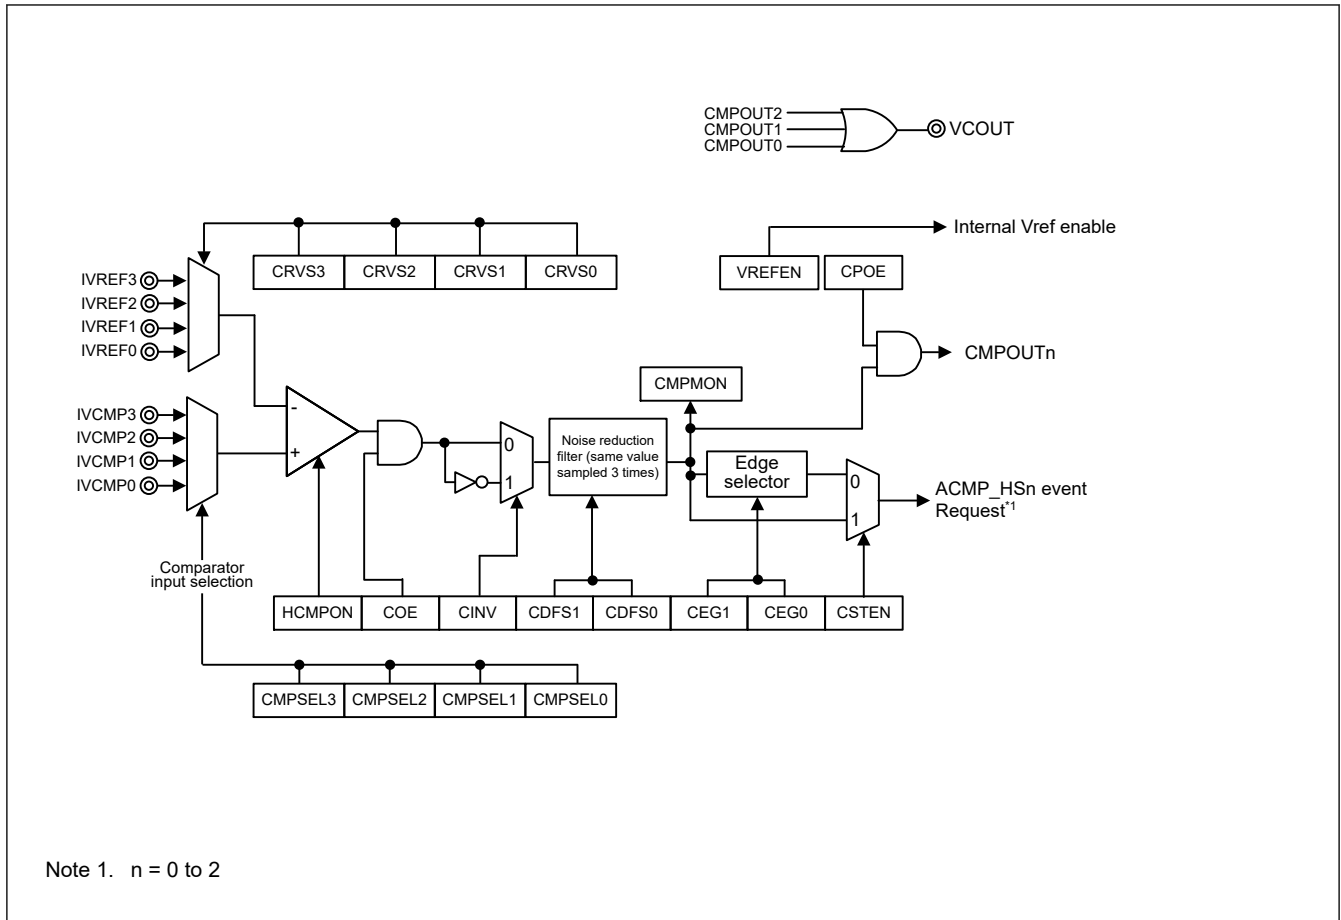 CMPOUT2
CMPOUT1
CMPOUT0
VCOUT
Internal Vref enable
VREFEN
CPOE
CRVS3
CRVS2
CRVS1
CRVS0
IVREF3
IVREF2
IVREF1
IVREF0
CMPOUTn
CMPMON
IVCMP3
IVCMP2
IVCMP1
IVCMP0
-
+
0
1
Noise reduction
filter (same value
sampled 3 times)
Edge
selector
0
1
ACMP_HSn event
Request*1
Comparator
input selection
HCMPON
COE
CINV
CDFS1
CDFS0
CEG1
CEG0
CSTEN
CMPSEL3
CMPSEL2
CMPSEL1
CMPSEL0
Note 1. n = 0 to 2